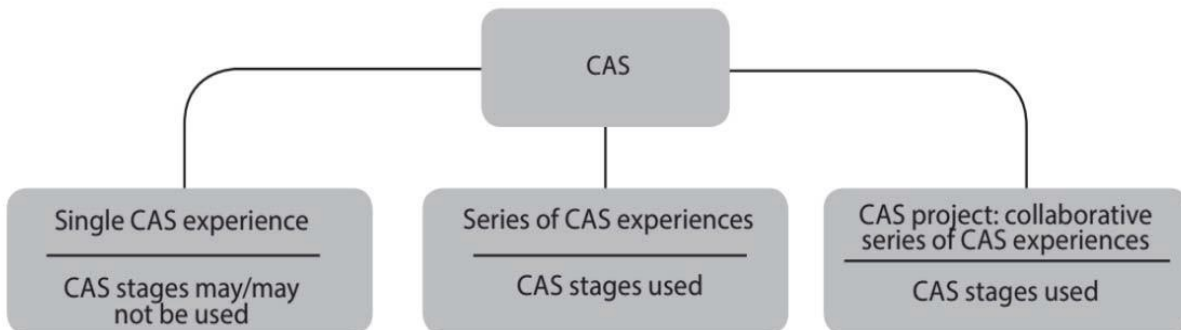 CAS
Single CAS experience
CAS stages may/may
not be used
Series of CAS experiences
CAS stages used
CAS project: collaborative
series of CAS experiences
CAS stages used